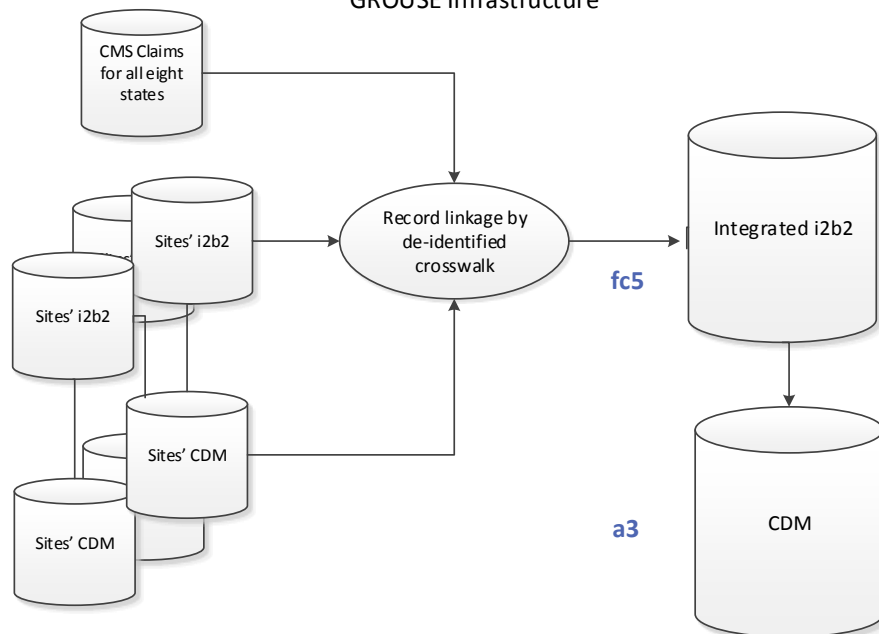 GROUSE Infrastructure
CMS Claims
for all eight
states
Sites' i2b2
Sites' i2b2
Record linkage by
de-identified
crosswalk
Integrated i2b2
fc5
Sites' CDM
Sites' CDM
a3
CDM